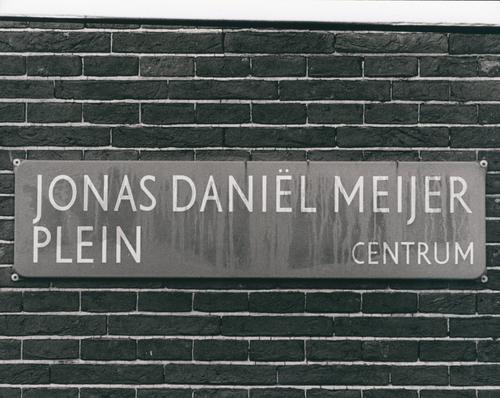 JONAS DANIËL MEIJER
PLEIN CENTRUM